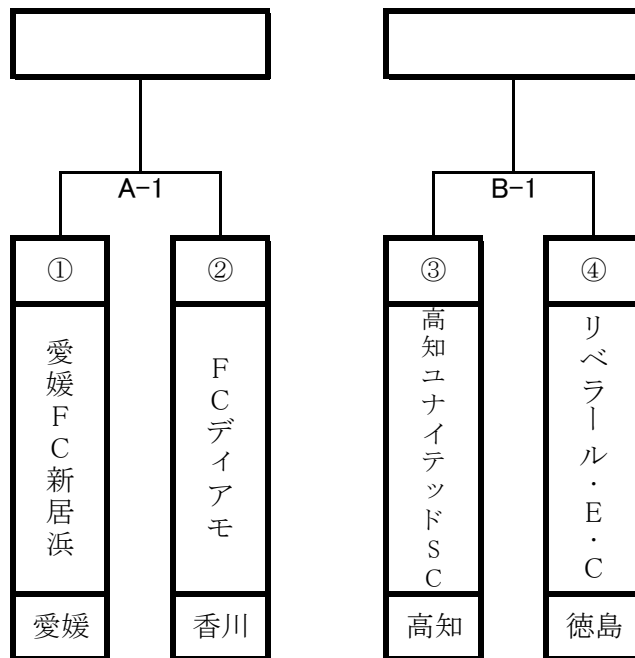 A-1
B-1
①
②
③
④
愛媛FC新居浜
FCディアモ
高知ユナイテッドSC
リベラール・E・C
愛媛
香川
高知
徳島